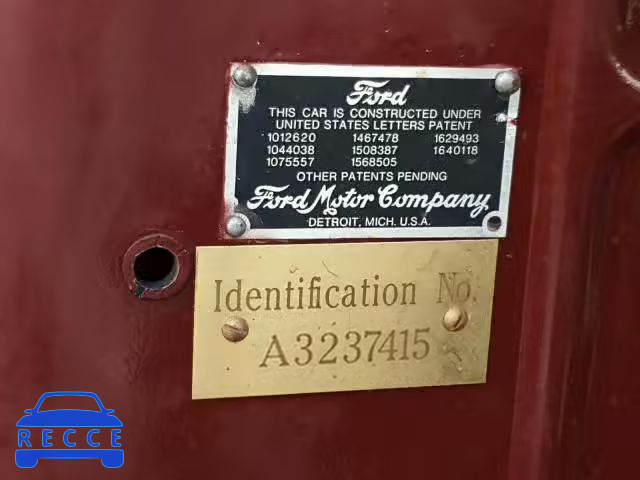 Ford
THIS CAR IS CONSTRUCTED UNDER
UNITED STATES LETTERS PATENT
1012620 1467478 1629493
1044038 1508387 1640118
1075557 1568505
OTHER PATENTS PENDING
Ford Motor Company
DETROIT, MICH. U.S.A.
Identification No.
A3237415
RECCE